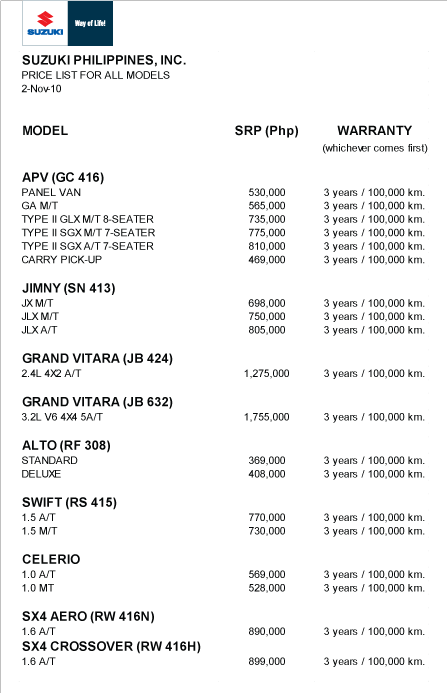 SUZUKI Way of Life!
SUZUKI PHILIPPINES, INC.
PRICE LIST FOR ALL MODELS
2-Nov-10
MODEL SRP (Php) WARRANTY
(whichever comes first)
APV (GC 416)
PANEL VAN 530,000 3 years / 100,000 km.
GA M/T 565,000 3 years / 100,000 km.
TYPE II GLX M/T 8-SEATER 735,000 3 years / 100,000 km.
TYPE II SGX M/T 7-SEATER 775,000 3 years / 100,000 km.
TYPE II SGX A/T 7-SEATER 810,000 3 years / 100,000 km.
CARRY PICK-UP 469,000 3 years / 100,000 km.
JIMNY (SN 413)
JX M/T 698,000 3 years / 100,000 km.
JLX M/T 750,000 3 years / 100,000 km.
JLX A/T 805,000 3 years / 100,000 km.
GRAND VITARA (JB 424)
2.4L 4X2 A/T 1,275,000 3 years / 100,000 km.
GRAND VITARA (JB 632)
3.2L V6 4X4 5A/T 1,755,000 3 years / 100,000 km.
ALTO (RF 308)
STANDARD 369,000 3 years / 100,000 km.
DELUXE 408,000 3 years / 100,000 km.
SWIFT (RS 415)
1.5 A/T 770,000 3 years / 100,000 km.
1.5 M/T 730,000 3 years / 100,000 km.
CELERIO
1.0 A/T 569,000 3 years / 100,000 km.
1.0 MT 528,000 3 years / 100,000 km.
SX4 AERO (RW 416N)
1.6 A/T 890,000 3 years / 100,000 km.
SX4 CROSSOVER (RW 416H)
1.6 A/T 899,000 3 years / 100,000 km.